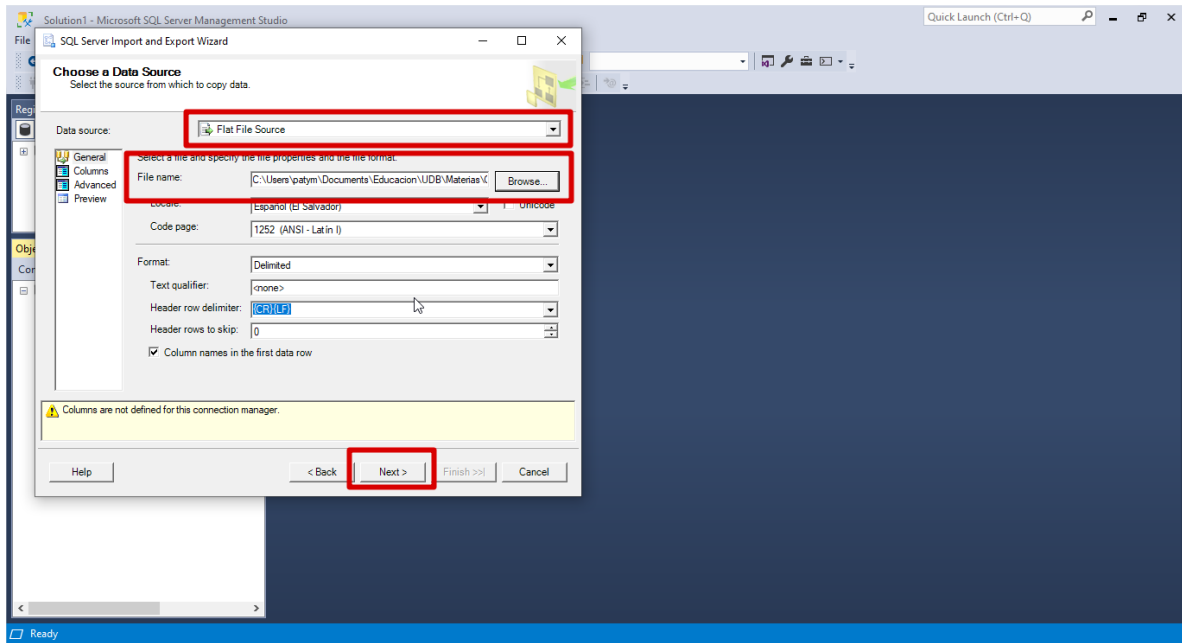 Solution1 - Microsoft SQL Server Management Studio
Quick Launch (Ctrl+Q)
File
SQL Server Import and Export Wizard
Choose a Data Source
Select the source from which to copy data.
Data source:
Flat File Source
General
Columns
Advanced
Preview
Select a file and specify the file properties and the file format.
File name:
C:\Users\patym\Documents\Educacion\UDB\Materias\
Browse...
Locale:
Español (El Salvador)
Unicode
Code page:
1252 (ANSI - Latín I)
Format:
Delimited
Text qualifier:
<none>
Header row delimiter:
{CR}{LF}
Header rows to skip:
0
Column names in the first data row
Columns are not defined for this connection manager.
Help
< Back
Next >
Finish >>|
Cancel
Regi
Obje
Cor
Ready